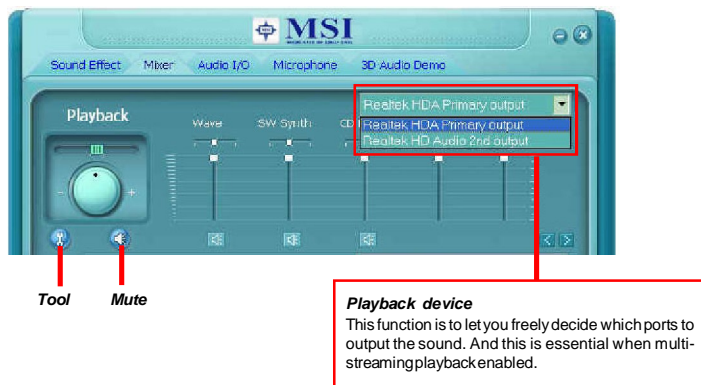 MSI
Sound Effect Mixer Audio I/O Microphone 3D Audio Demo
Playback
Realtek HDA Primary output
Wave SW Synth CD
Realtek HDA Primary output
Realtek HD Audio 2nd output
- +
Tool Mute
Playback device
This function is to let you freely decide which ports to
output the sound. And this is essential when multi-
streaming playback enabled.